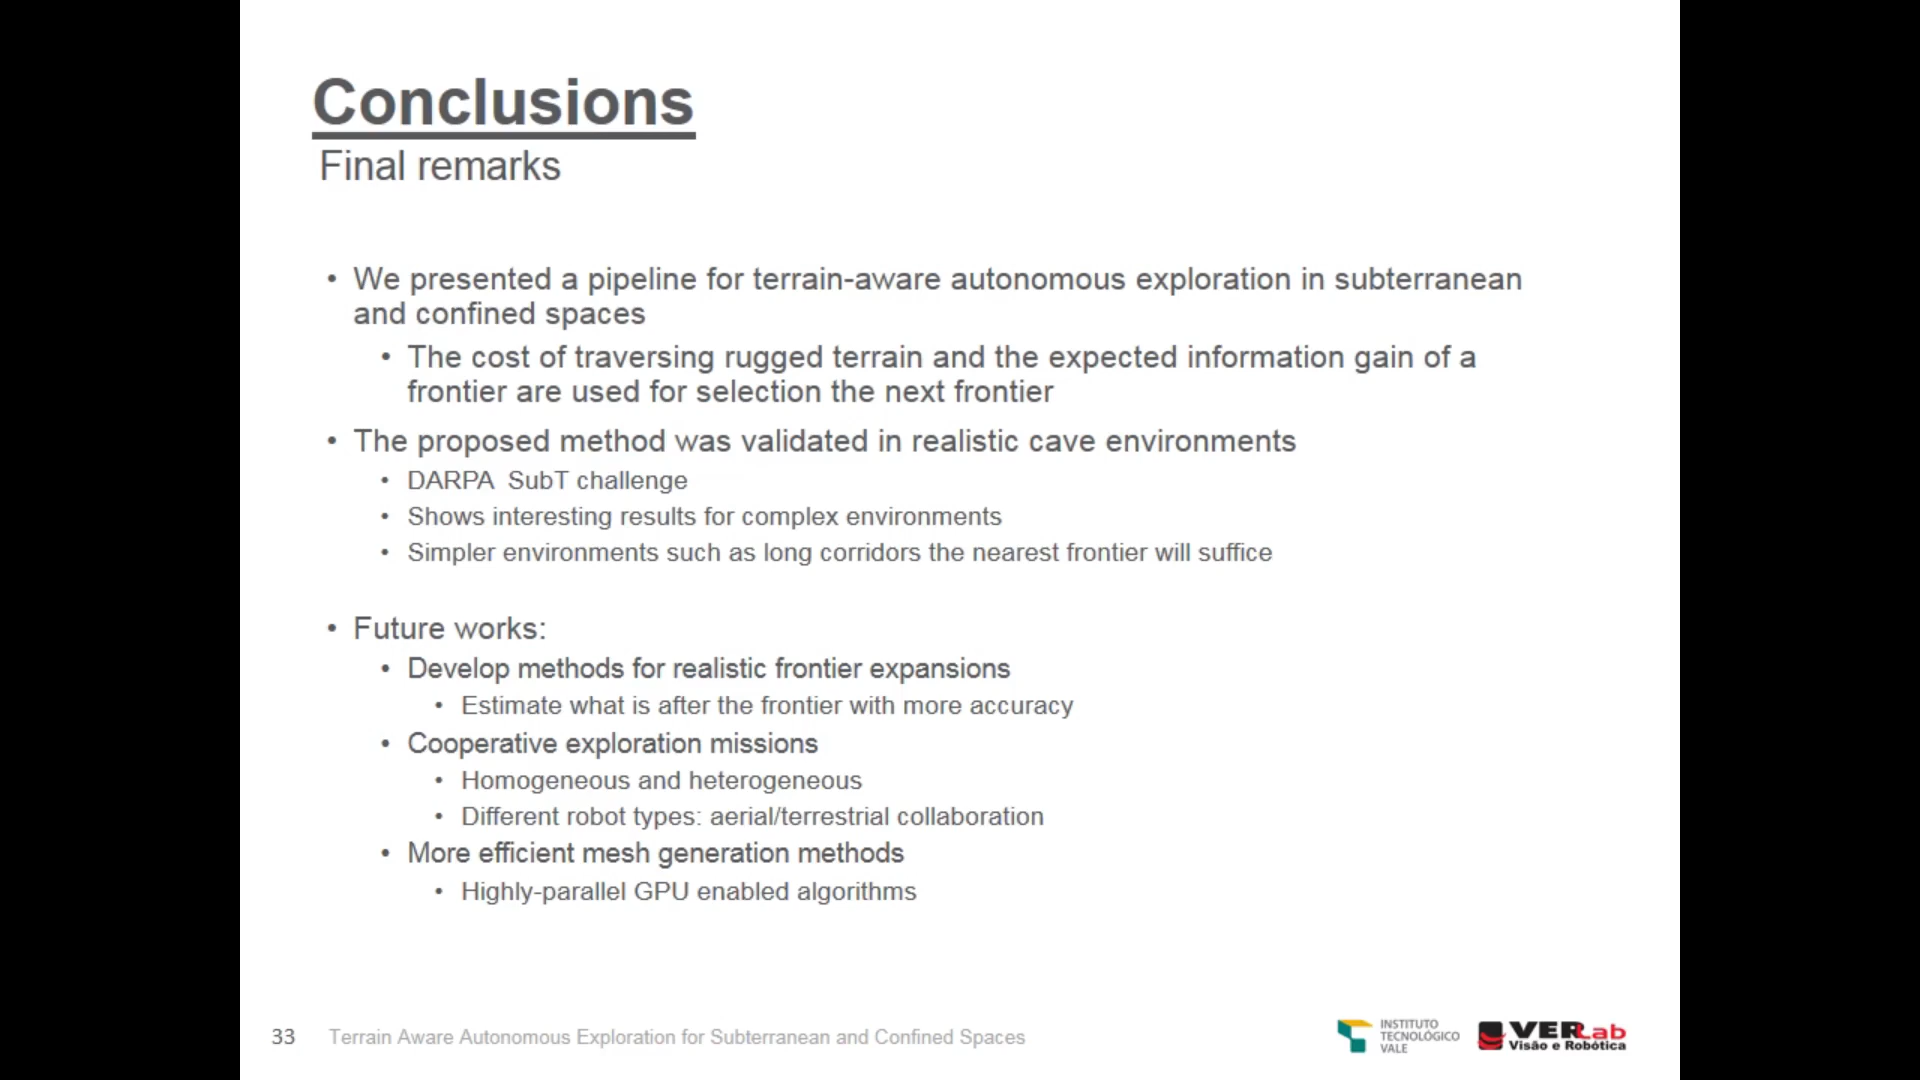 Conclusions
Final remarks
• We presented a pipeline for terrain-aware autonomous exploration in subterranean
and confined spaces
• The cost of traversing rugged terrain and the expected information gain of a
frontier are used for selection the next frontier
• The proposed method was validated in realistic cave environments
• DARPA SubT challenge
• Shows interesting results for complex environments
• Simpler environments such as long corridors the nearest frontier will suffice
• Future works:
• Develop methods for realistic frontier expansions
• Estimate what is after the frontier with more accuracy
• Cooperative exploration missions
• Homogeneous and heterogeneous
• Different robot types: aerial/terrestrial collaboration
• More efficient mesh generation methods
• Highly-parallel GPU enabled algorithms
33 Terrain Aware Autonomous Exploration for Subterranean and Confined Spaces
INSTITUTO
TECNOLÓGICO
VALE
VERLab
Visão e Robótica